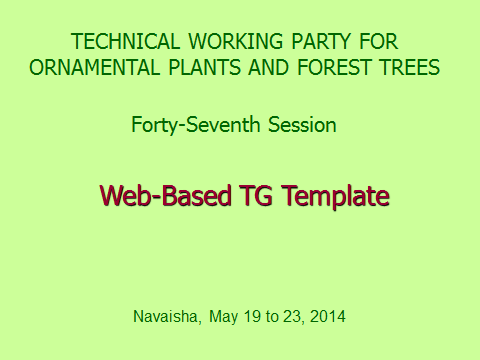 TECHNICAL WORKING PARTY FOR
ORNAMENTAL PLANTS AND FOREST TREES
Forty-Seventh Session
Web-Based TG Template
Navaisha, May 19 to 23, 2014